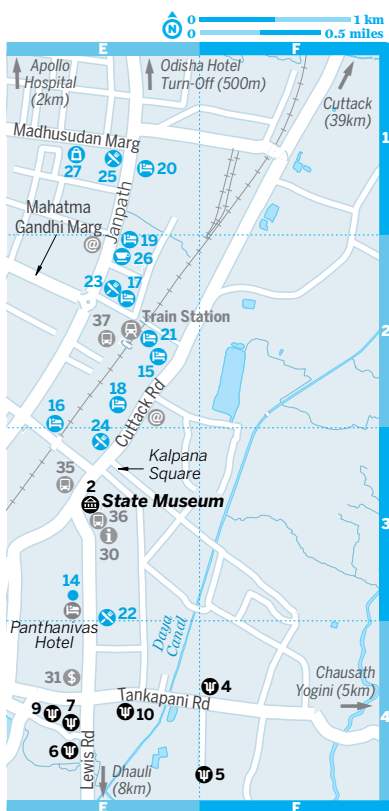 N
0 1 km
0 0.5 miles
E F
Apollo
Hospital
(2km)
Odisha Hotel
Turn-Off (500m)
Cuttack
(39km)
1
Madhusudan Marg
27
25
20
Janpath
Mahatma
Gandhi Marg
@
19
26
23
17
2
37
Train Station
21
15
18
16
Cuttack Rd
@
24
Kalpana
Square
35
2
State Museum
36
3
30
14
22
Panthanivas
Hotel
Daya
Canal
31 $
4
Chausath
Yogini (5km)
Tankapani Rd
9
7
10
4
6
Lewis Rd
5
Dhauli
(8km)
E F